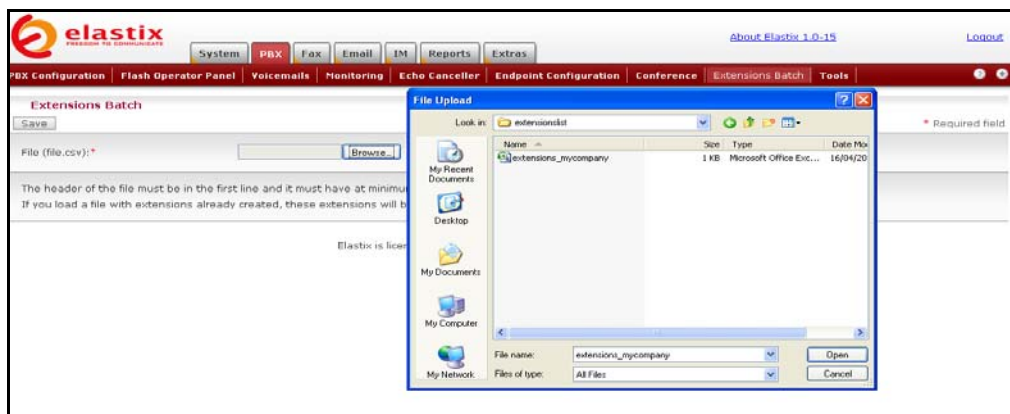 elastix
FREEDOM TO COMMUNICATE
System PBX Fax Email IM Reports Extras
About Elastix 1.0-15
Logout
PBX Configuration Flash Operator Panel Voicemails Monitoring Echo Canceller Endpoint Configuration Conference Extensions Batch Tools
Extensions Batch
Save
* Required field
File (file.csv):*
Browse...
The header of the file must be in the first line and it must have at minimu
If you load a file with extensions already created, these extensions will b
Elastix is licen
File Upload
Look in: extensionslist
My Recent Documents
Desktop
My Documents
My Computer
My Network
Name Size Type Date Mo
extensions_mycompany 1 KB Microsoft Office Exc... 16/04/20
File name: extensions_mycompany Open
Files of type: All Files Cancel